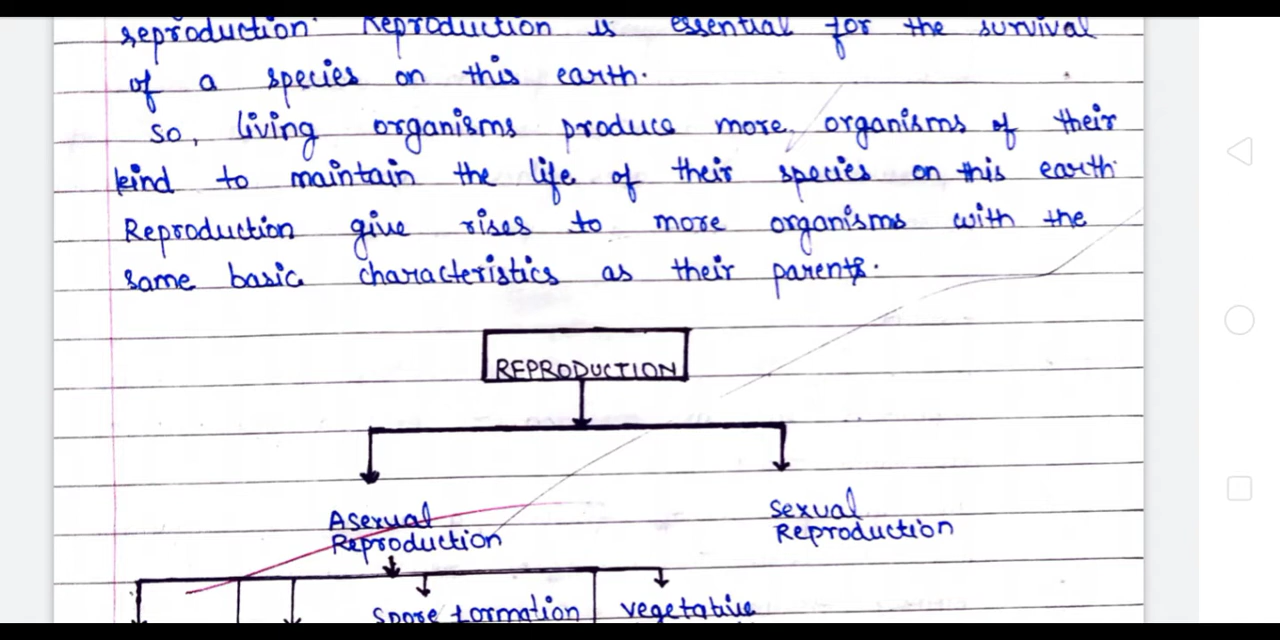 reproduction. Reproduction is essential for the survival
of a species on this earth.
So, living organisms produce more organisms of their
kind to maintain the life of their species on this earth.
Reproduction give rises to more organisms with the
same basic characteristics as their parents.
REPRODUCTION
Asexual
Reproduction
Sexual
Reproduction
Spore formation
vegetative